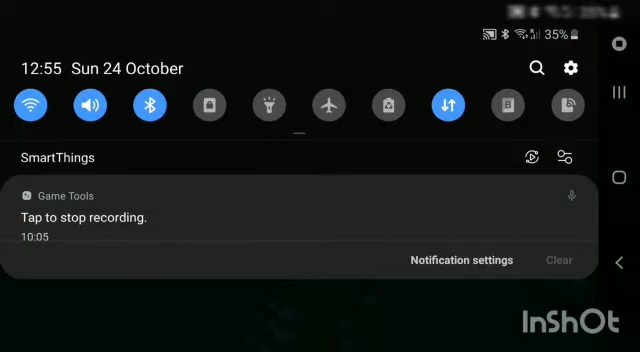 35%
12:55 Sun 24 October
SmartThings
Game Tools
Tap to stop recording.
10:05
Notification settings Clear
InShOt